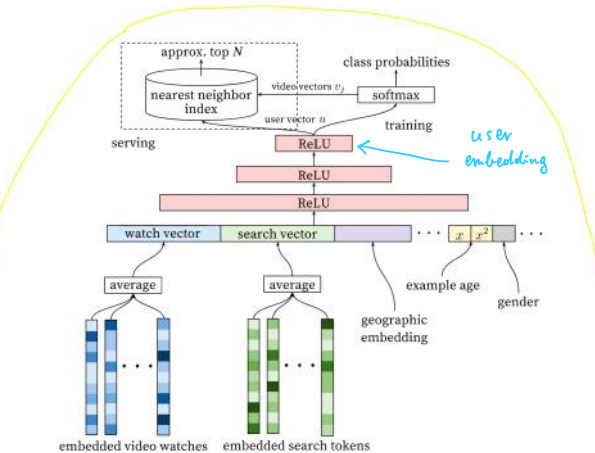 approx. top N
class probabilities
nearest neighbor
index
video vectors vⱼ
softmax
user vector u
serving
training
ReLU
user
embedding
ReLU
ReLU
watch vector
search vector
. . .
x
x²
. . .
average
average
example age
gender
geographic
embedding
. . .
. . .
embedded video watches
embedded search tokens